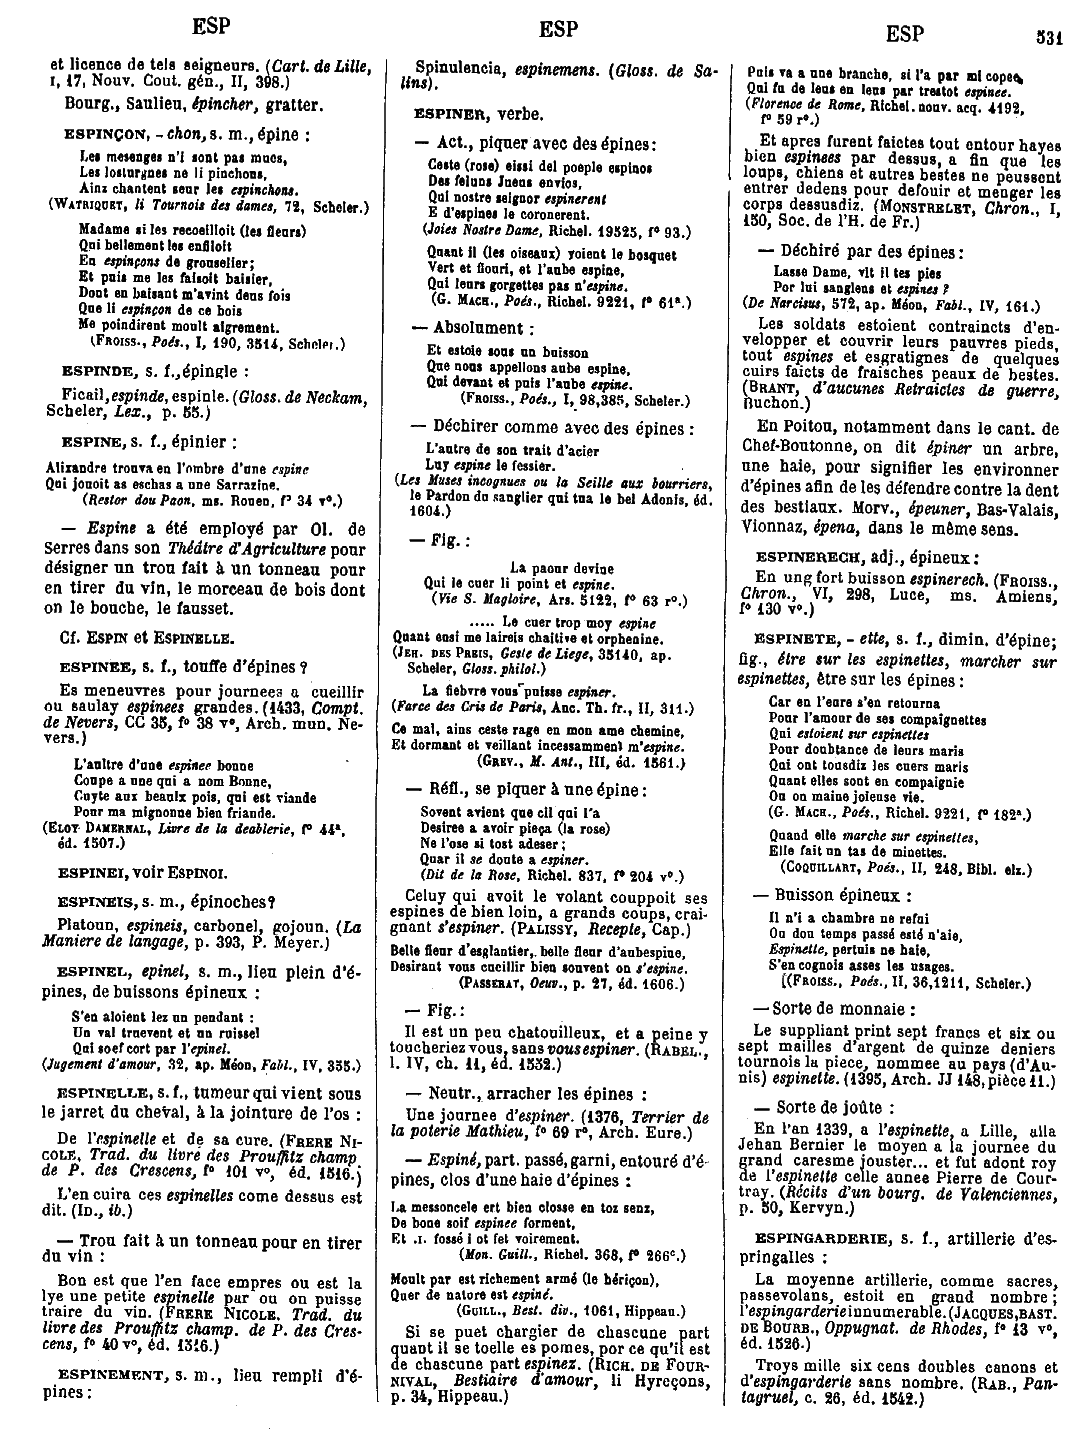 ESP
ESP
ESP
531
et licence de tels seigneurs. (Cart. de Lille,
I, 17, Nouv. Cout. gén., II, 398.)
Bourg., Saulieu, épincher, gratter.
ESPINÇON, - chon, s. m., épine :
Les mesenges n'i sont pas mues,
Les losturgnes ne li pinchons,
Ainz chantent seur les espinchons.
(WATRIQUET, li Tournois des dames, 72, Scheler.)
Madame si les recoeilloit (les fleurs)
Qui bellement les enfiloit
En espinçons de grouselier;
Et puis me les faisoit baisier,
Dont en baisant m'avint deus fois
Que li espinçon de ce bois
Me poindirent moult aigrement.
(FROISS., Poés., I, 190, 3514, Scheler.)
ESPINDE, s. f., épingle :
Ficail, espinde, espinle. (Gloss. de Neckam,
Scheler, Lex., p. 55.)
ESPINE, s. f., épinier :
Alixandre trouva en l'ombre d'une espine
Qui jouoit as eschas a une Sarrazine.
(Restor dou Paon, ms. Rouen, f° 34 v°.)
— Espine a été employé par Ol. de
Serres dans son Théâtre d'Agriculture pour
désigner un trou fait à un tonneau pour
en tirer du vin, le morceau de bois dont
on le bouche, le fausset.
Cf. ESPIN et ESPINELLE.
ESPINEE, s. f., touffe d'épines ?
Es meneuvres pour journees a cueillir
ou saulay espinees grandes. (1433, Compt.
de Nevers, CC 35, f° 38 v°, Arch. mun. Ne-
vers.)
L'aultre d'une espinee bonne
Coupe a une qui a nom Bonne,
Cuyte aux beaulx pois, qui est viande
Pour ma mignonne bien friande.
(ELOY DAMERNAL, Livre de la deablerie, f° 44ª,
éd. 1507.)
ESPINEI, voir ESPINOI.
ESPINEIS, s. m., épinoches ?
Platoun, espineis, carbonel, gojoun. (La
Maniere de langage, p. 393, P. Meyer.)
ESPINEL, epinel, s. m., lieu plein d'é-
pines, de buissons épineux :
S'en aloient lez un pendant :
Un val truevent et un ruissel
Qui soef cort par l'epinel.
(Jugement d'amour, 32, ap. Méon, Fabl., IV, 355.)
ESPINELLE, s. f., tumeur qui vient sous
le jarret du cheval, à la jointure de l'os :
De l'espinelle et de sa cure. (FRERE NI-
COLE, Trad. du livre des Prouffitz champ
de P. des Crescens, f° 101 v°, éd. 1516.)
L'en cuira ces espinelles come dessus est
dit. (ID., ib.)
— Trou fait à un tonneau pour en tirer
du vin :
Bon est que l'en face empres ou est la
lye une petite espinelle par ou on puisse
traire du vin. (FRERE NICOLE. Trad. du
livre des Prouffitz champ. de P. des Cres-
cens, f° 40 v°, éd. 1516.)
ESPINEMENT, s. m., lieu rempli d'é-
pines :
Spinulencia, espinemens. (Gloss. de Sa-
lins).
ESPINER, verbe.
— Act., piquer avec des épines :
Ceste (rose) eissi del poeple espinos
Des feluns Jueus envios,
Qui nostre seignor espinerent
E d'espines le coronerent.
(Joies Nostre Dame, Richel. 19525, f° 93.)
Quant il (les oiseaux) voient le bosquet
Vert et flouri, et l'aube espine,
Qui leurs gorgettes pas n'espine.
(G. MACH., Poés., Richel. 9221, f° 61ª.)
— Absolument :
Et estoie sous un buisson
Que nous appellons aube espine,
Qui devant et puis l'aube espine.
(FROISS., Poés., I, 98,385, Scheler.)
— Déchirer comme avec des épines :
L'autre de son trait d'acier
Luy espine le fessier.
(Les Muses incognues ou la Seille aux bourriers,
le Pardon du sanglier qui tua le bel Adonis, éd.
1604.)
— Fig. :
La paour devine
Qui le cuer li point et espine.
(Vie S. Magloire, Ars. 5122, f° 63 r°.)
..... Le cuer trop moy espine
Quant ensi me laireis chaitive et orphenine.
(JEH. DES PREIS, Geste de Liege, 35140, ap.
Scheler, Gloss. philol.)
La fiebvre vous puisse espiner.
(Farce des Cris de Paris, Anc. Th. fr., II, 311.)
Ce mal, ains ceste rage en mon ame chemine,
Et dormant et veillant incessamment m'espine.
(GREV., M. Ant., III, éd. 1561.)
— Réfl., se piquer à une épine :
Sovent avient que cil qui l'a
Desiree a avoir pieça (la rose)
Ne l'ose si tost adeser ;
Quar il se doute a espiner.
(Dit de la Rose, Richel. 837, f° 204 v°.)
Celuy qui avoit le volant couppoit ses
espines de bien loin, a grands coups, crai-
gnant s'espiner. (PALISSY, Recepte, Cap.)
Belle fleur d'esglantier, belle fleur d'aubespine,
Desirant vous cueillir bien souvent on s'espine.
(PASSERAT, Oeuv., p. 27, éd. 1606.)
— Fig. :
Il est un peu chatouilleux, et a peine y
toucheriez vous, sans vous espiner. (RABEL.,
l. IV, ch. 11, éd. 1552.)
— Neutr., arracher les épines :
Une journee d'espiner. (1376, Terrier de
la poterie Mathieu, f° 69 r°, Arch. Eure.)
— Espiné, part. passé, garni, entouré d'é-
pines, clos d'une haie d'épines :
La messoncele ert bien closse en toz senz,
De bone soif espinee forment,
Et .I. fossé i ot fet voirement.
(Mon. Guill., Richel. 368, f° 266ᶜ.)
Moult par est richement armé (le hériçon),
Quer de nature est espiné.
(GUILL., Best. div., 1061, Hippeau.)
Si se puet chargier de chascune part
quant il se toelle es pomes, por ce qu'il est
de chascune part espinez. (RICH. DE FOUR-
NIVAL, Bestiaire d'amour, li Hyreçons,
p. 34, Hippeau.)
Puis va a une branche, si l'a par mi copee,
Qui fu de leus en leus par trestot espinee.
(Florence de Rome, Richel. nouv. acq. 4192,
f° 59 r°.)
Et apres furent faictes tout entour hayes
bien espinees par dessus, a fin que les
loups, chiens et autres bestes ne peussent
entrer dedens pour defouir et menger les
corps dessusdiz. (MONSTRELET, Chron., I,
150, Soc. de l'H. de Fr.)
— Déchiré par des épines :
Lasse Dame, vit il tes pies
Por lui sanglens et espines ?
(De Narcisus, 572, ap. Méon, Fabl., IV, 161.)
Les soldats estoient contraincts d'en-
velopper et couvrir leurs pauvres pieds,
tout espines et esgratignes de quelques
cuirs faicts de fraisches peaux de bestes.
(BRANT, d'aucunes Retraictes de guerre,
Buchon.)
En Poitou, notamment dans le cant. de
Chef-Boutonne, on dit épiner un arbre,
une haie, pour signifier les environner
d'épines afin de les défendre contre la dent
des bestiaux. Morv., épeuner, Bas-Valais,
Vionnaz, épena, dans le même sens.
ESPINERECH, adj., épineux :
En ung fort buisson espinerech. (FROISS.,
Chron., VI, 298, Luce, ms. Amiens,
f° 130 v°.)
ESPINETE, - ette, s. f., dimin. d'épine;
fig., être sur les espinettes, marcher sur
espinettes, être sur les épines :
Car en l'eure s'en retourna
Pour l'amour de ses compaignettes
Qui estoient sur espinettes
Pour doubtance de leurs maris
Qui ont tousdiz les cuers maris
Quant elles sont en compaignie
Ou on maine joieuse vie.
(G. MACH., Poés., Richel. 9221, f° 182ª.)
Quand elle marche sur espinettes,
Elle fait un tas de minettes.
(COQUILLART, Poés., II, 248, Bibl. elz.)
— Buisson épineux :
Il n'i a chambre ne refui
Ou dou temps passé esté n'aie,
Espinette, pertuis ne haie,
S'en cognois asses les usages.
[(FROISS., Poés., II, 36,1211, Scheler.)
— Sorte de monnaie :
Le suppliant print sept francs et six ou
sept mailles d'argent de quinze deniers
tournois la piece, nommee au pays (d'Au-
nis) espinette. (1395, Arch. JJ 148, pièce 11.)
— Sorte de joûte :
En l'an 1339, a l'espinette, a Lille, alla
Jehan Bernier le moyen a la journee du
grand caresme jouster... et fut adont roy
de l'espinette celle annee Pierre de Cour-
tray. (Récits d'un bourg. de Valenciennes,
p. 50, Kervyn.)
ESPINGARDERIE, s. f., artillerie d'es-
pringalles :
La moyenne artillerie, comme sacres,
passevolans, estoit en grand nombre ;
l'espingarderie innumerable. (JACQUES, BAST.
DE BOURB., Oppugnat. de Rhodes, f° 13 v°,
éd. 1526.)
Troys mille six cens doubles canons et
d'espingarderie sans nombre. (RAB., Pan-
tagruel, c. 26, éd. 1542.)